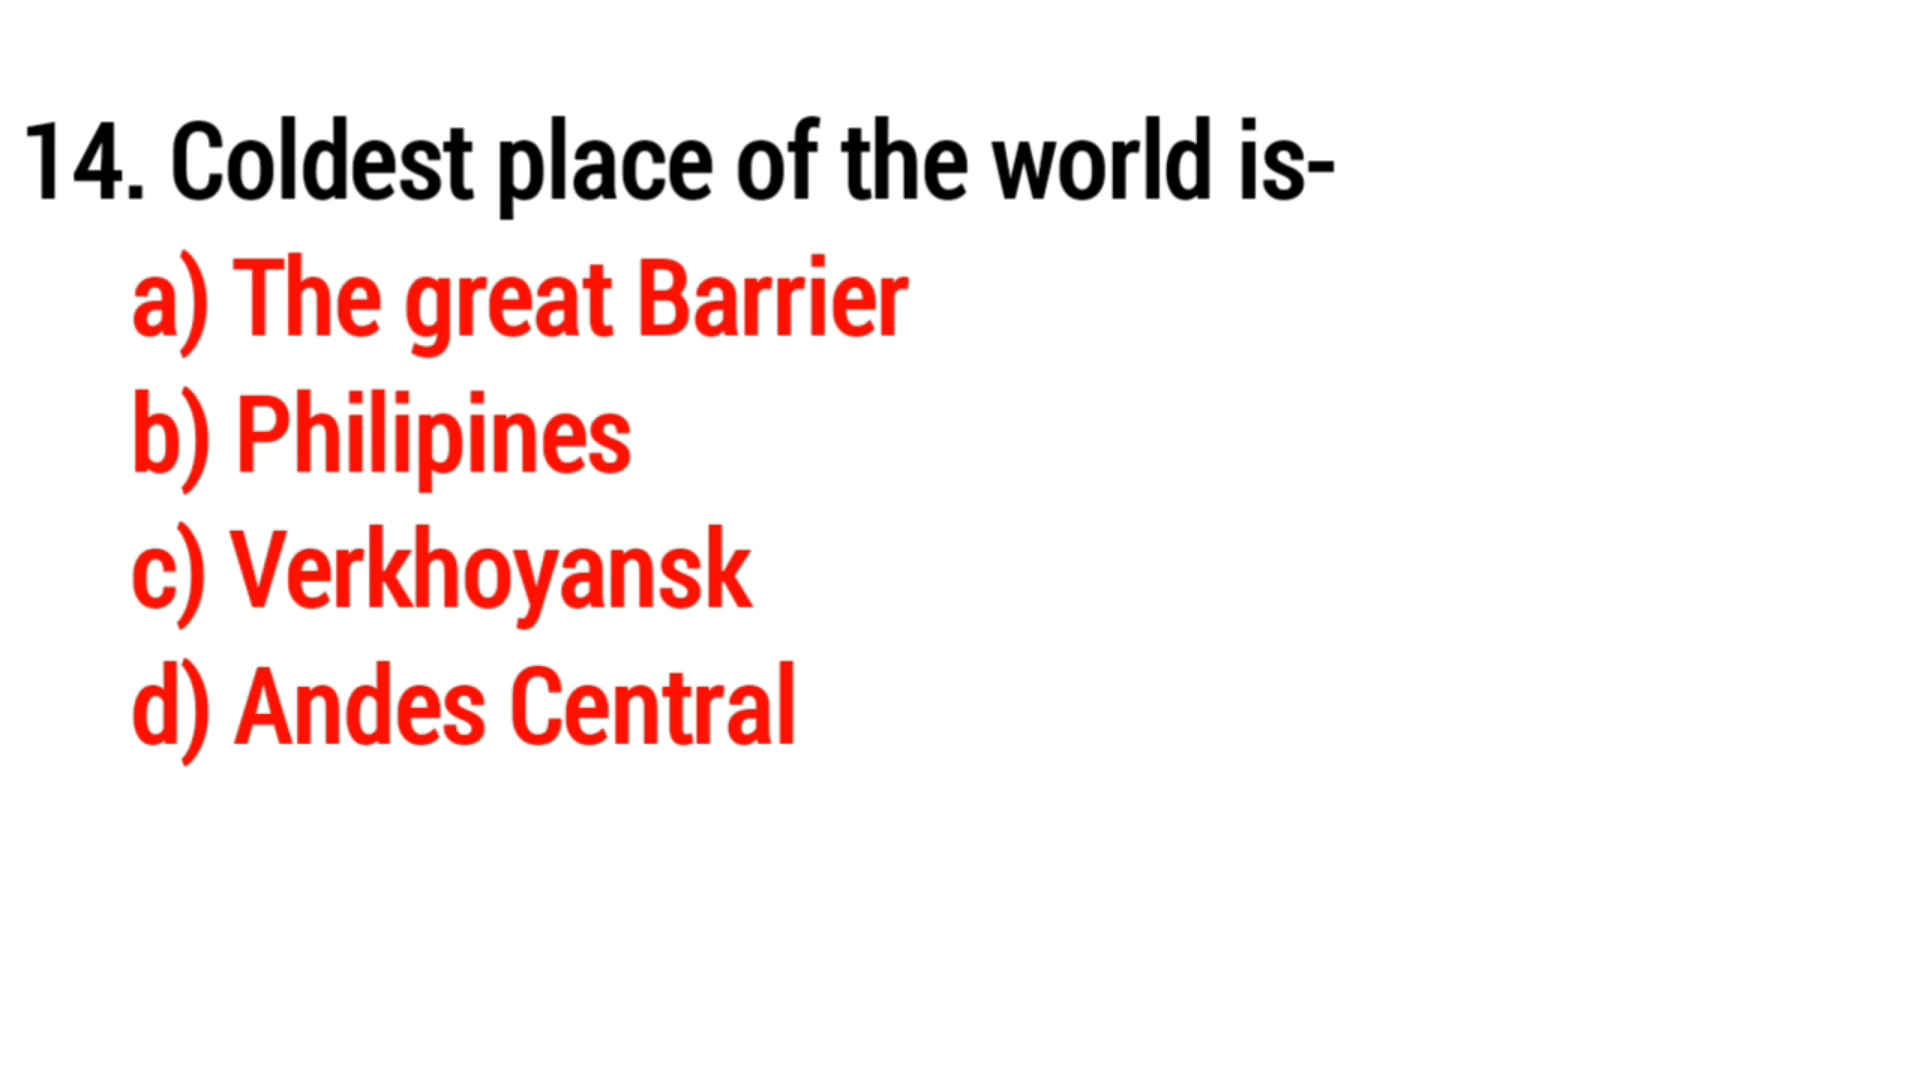 14. Coldest place of the world is-
a) The great Barrier
b) Philipines
c) Verkhoyansk
d) Andes Central